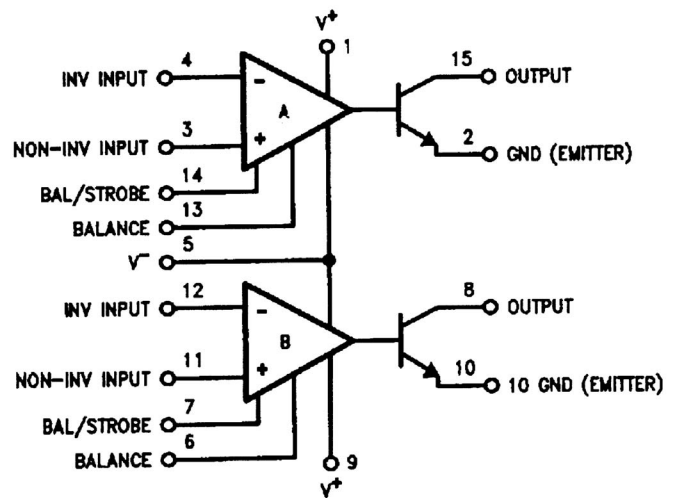 V+
1
4
INV INPUT
-
15
OUTPUT
A
3
NON-INV INPUT
+
2
GND (EMITTER)
14
BAL/STROBE
13
BALANCE
5
V-
12
INV INPUT
-
8
OUTPUT
B
11
NON-INV INPUT
+
10
10 GND (EMITTER)
7
BAL/STROBE
6
BALANCE
9
V+